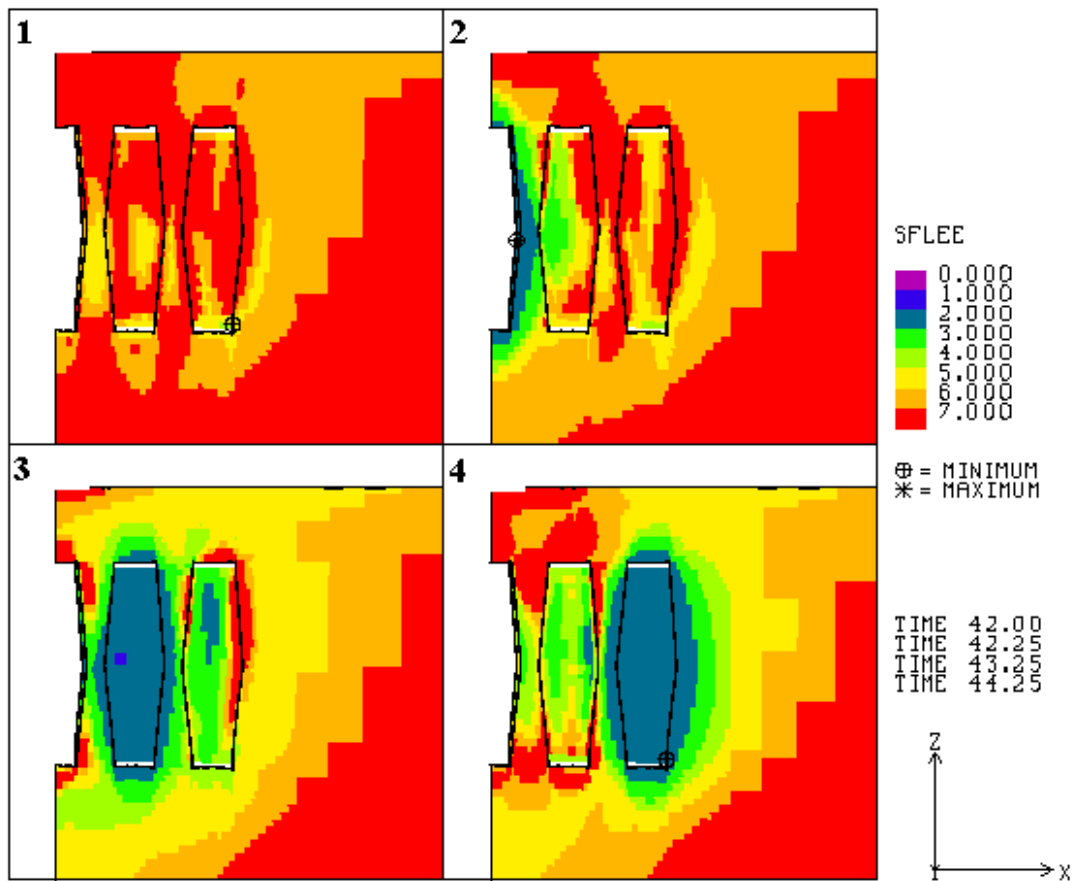 1
2
SFLEE
0.000
1.000
2.000
3.000
4.000
5.000
6.000
7.000
⊕ = MINIMUM
✳ = MAXIMUM
3
4
TIME 42.00
TIME 42.25
TIME 43.25
TIME 44.25
Z
Y X